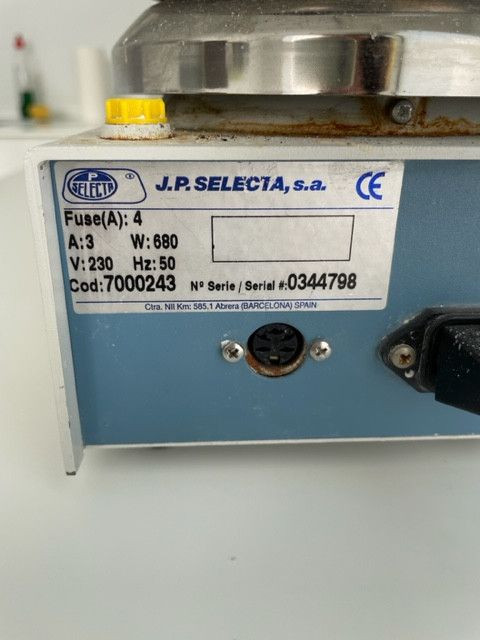 P
SELECTA ®
J.P. SELECTA, s.a. CE
Fuse(A): 4
A: 3 W: 680
V: 230 Hz: 50
Cod: 7000243 Nº Serie / Serial #: 0344798
Ctra. NII Km: 585,1 Abrera (BARCELONA) SPAIN